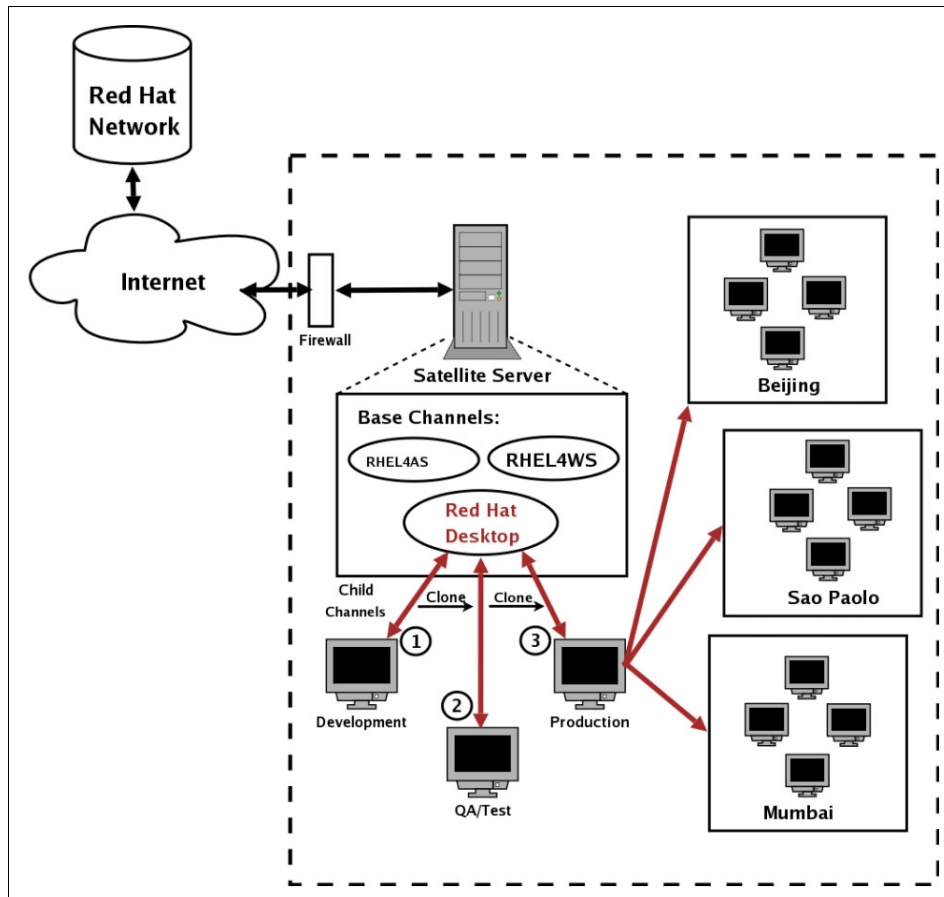 Red Hat
Network
Internet
Firewall
Satellite Server
Base Channels:
RHEL4AS
RHEL4WS
Red Hat
Desktop
Child
Channels
Clone
Clone
1
Development
2
QA/Test
3
Production
Beijing
Sao Paolo
Mumbai